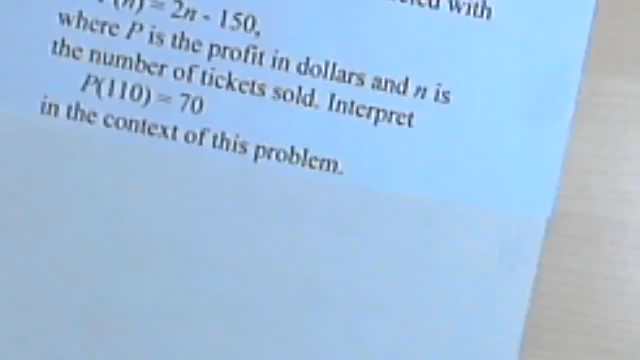 with
P(n) = 2n - 150,
where P is the profit in dollars and n is
the number of tickets sold. Interpret
P(110) = 70
in the context of this problem.